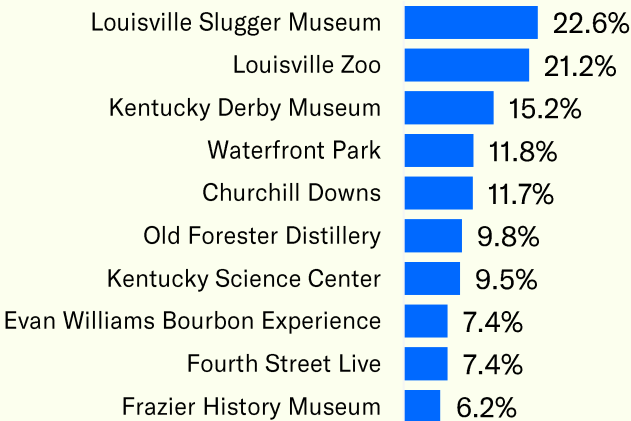 Louisville Slugger Museum 22.6%
Louisville Zoo 21.2%
Kentucky Derby Museum 15.2%
Waterfront Park 11.8%
Churchill Downs 11.7%
Old Forester Distillery 9.8%
Kentucky Science Center 9.5%
Evan Williams Bourbon Experience 7.4%
Fourth Street Live 7.4%
Frazier History Museum 6.2%